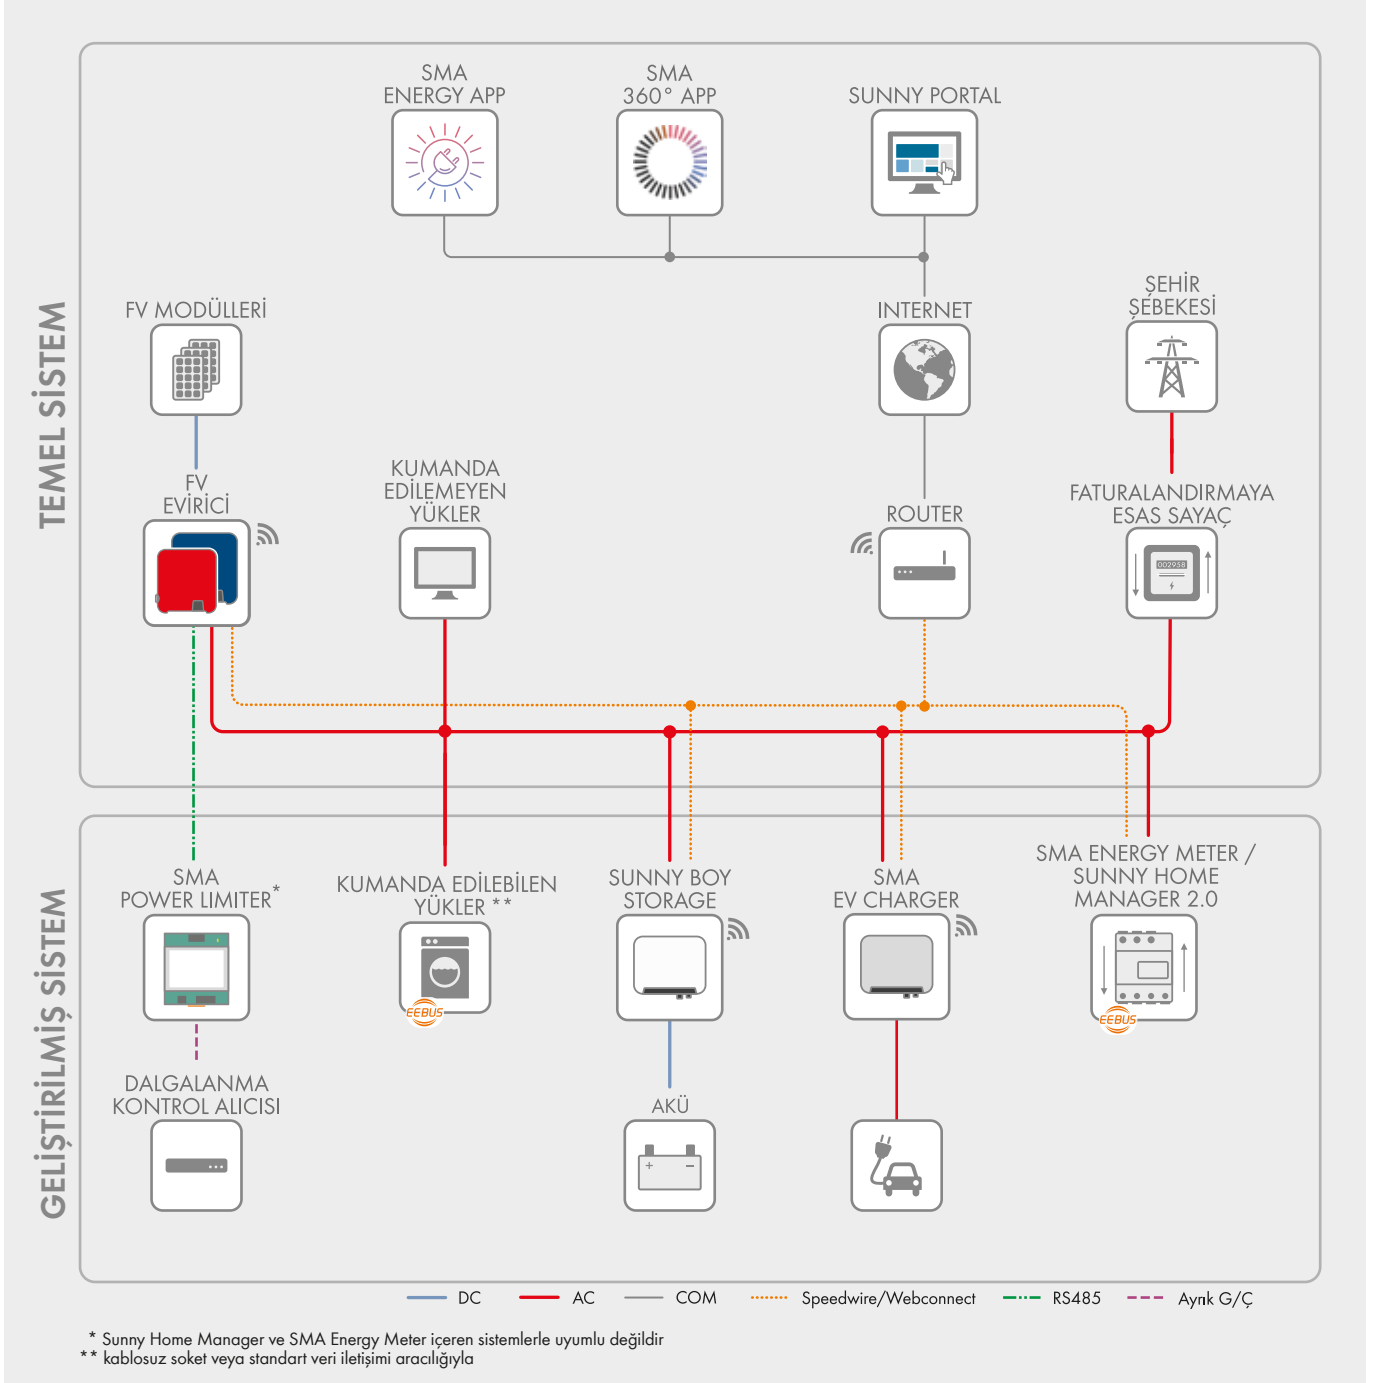 TEMEL SİSTEM
SMA
ENERGY APP
SMA
360° APP
SUNNY PORTAL
FV MODÜLLERİ
INTERNET
ŞEHİR
ŞEBEKESİ
FV
EVİRİCİ
KUMANDA
EDİLEMEYEN
YÜKLER
ROUTER
FATURALANDIRMAYA
ESAS SAYAÇ
002958
GELİŞTİRİLMİŞ SİSTEM
SMA
POWER LIMITER*
KUMANDA EDİLEBİLEN
YÜKLER **
EEBUS
SUNNY BOY
STORAGE
SMA
EV CHARGER
SMA ENERGY METER /
SUNNY HOME
MANAGER 2.0
EEBUS
DALGALANMA
KONTROL ALICISI
AKÜ
+ −
DC
AC
COM
Speedwire/Webconnect
RS485
Ayrık G/Ç
* Sunny Home Manager ve SMA Energy Meter içeren sistemlerle uyumlu değildir
** kablosuz soket veya standart veri iletişimi aracılığıyla